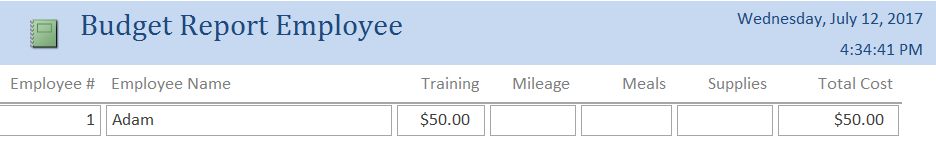 Budget Report Employee
Wednesday, July 12, 2017
4:34:41 PM
Employee # Employee Name Training Mileage Meals Supplies Total Cost
1 Adam $50.00 $50.00